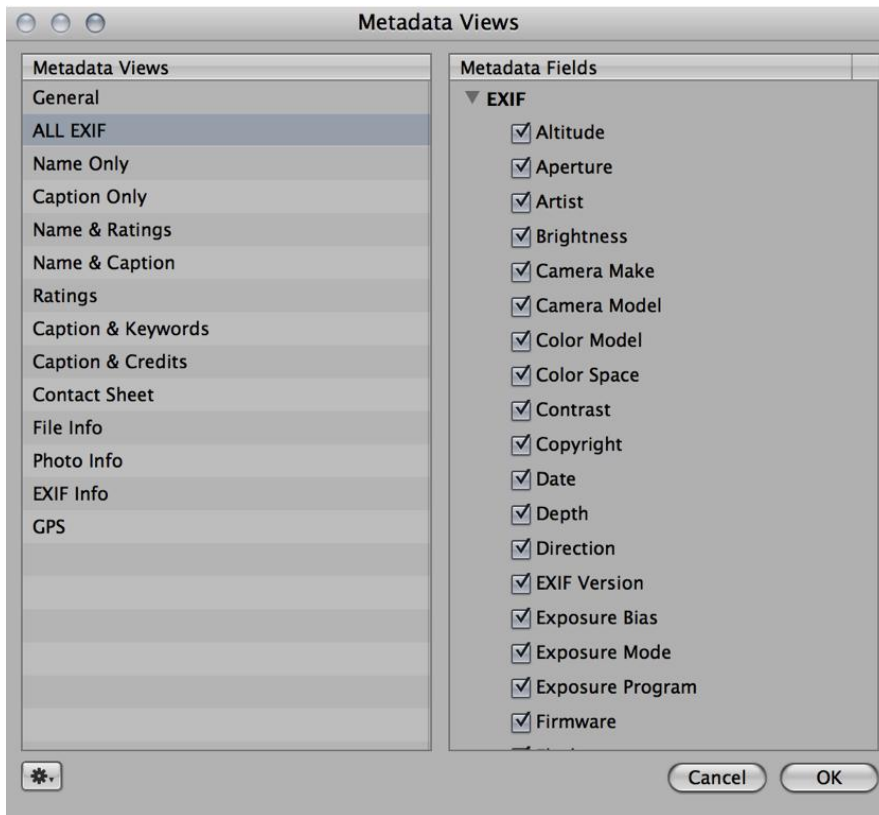 Metadata Views
Metadata Views
General
ALL EXIF
Name Only
Caption Only
Name & Ratings
Name & Caption
Ratings
Caption & Keywords
Caption & Credits
Contact Sheet
File Info
Photo Info
EXIF Info
GPS
Metadata Fields
EXIF
Altitude
Aperture
Artist
Brightness
Camera Make
Camera Model
Color Model
Color Space
Contrast
Copyright
Date
Depth
Direction
EXIF Version
Exposure Bias
Exposure Mode
Exposure Program
Firmware
Cancel
OK